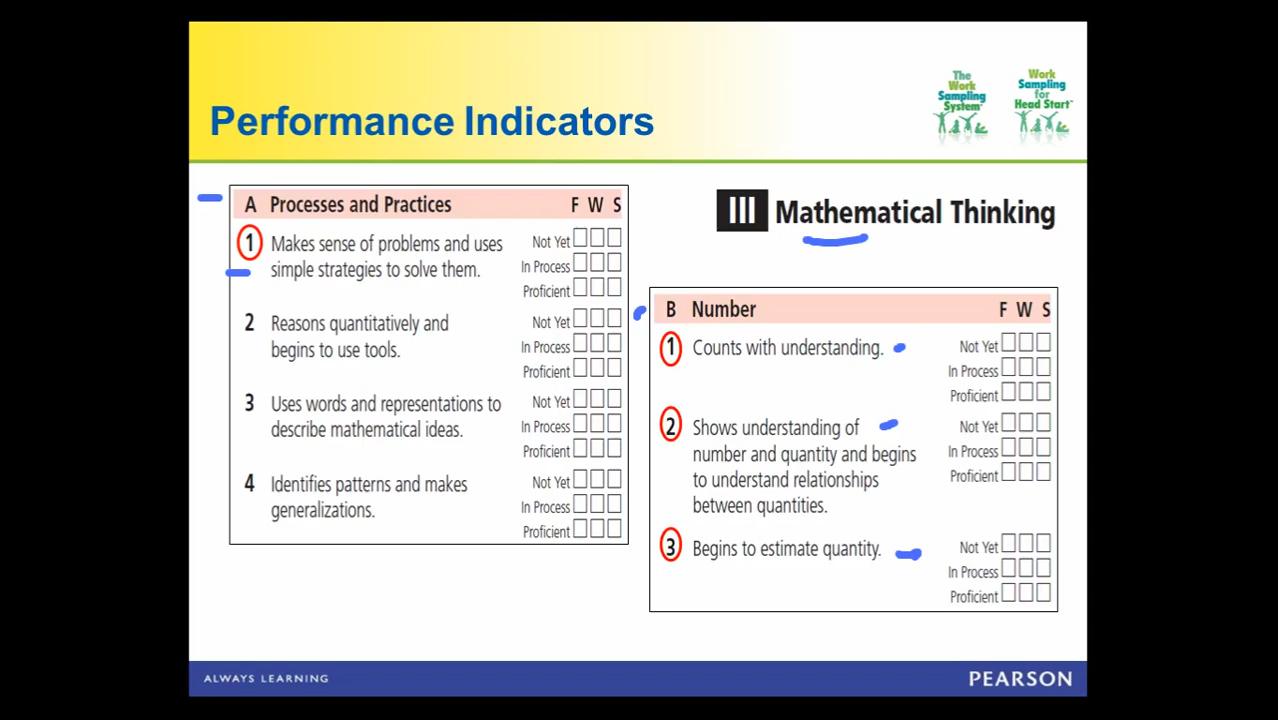 Performance Indicators
The
Work
Sampling
System™
Work
Sampling
for
Head Start™
III Mathematical Thinking
A Processes and Practices F W S
1 Makes sense of problems and uses
simple strategies to solve them.
Not Yet
In Process
Proficient
2 Reasons quantitatively and
begins to use tools.
Not Yet
In Process
Proficient
3 Uses words and representations to
describe mathematical ideas.
Not Yet
In Process
Proficient
4 Identifies patterns and makes
generalizations.
Not Yet
In Process
Proficient
B Number F W S
1 Counts with understanding.
Not Yet
In Process
Proficient
2 Shows understanding of
number and quantity and begins
to understand relationships
between quantities.
Not Yet
In Process
Proficient
3 Begins to estimate quantity.
Not Yet
In Process
Proficient
ALWAYS LEARNING
PEARSON